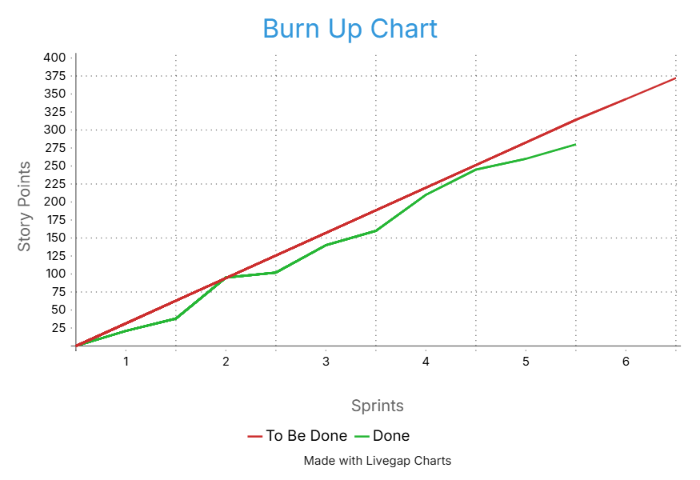 Burn Up Chart
400
375
350
325
300
275
250
225
200
175
150
125
100
75
50
25
Story Points
1 2 3 4 5 6
Sprints
To Be Done Done
Made with Livegap Charts